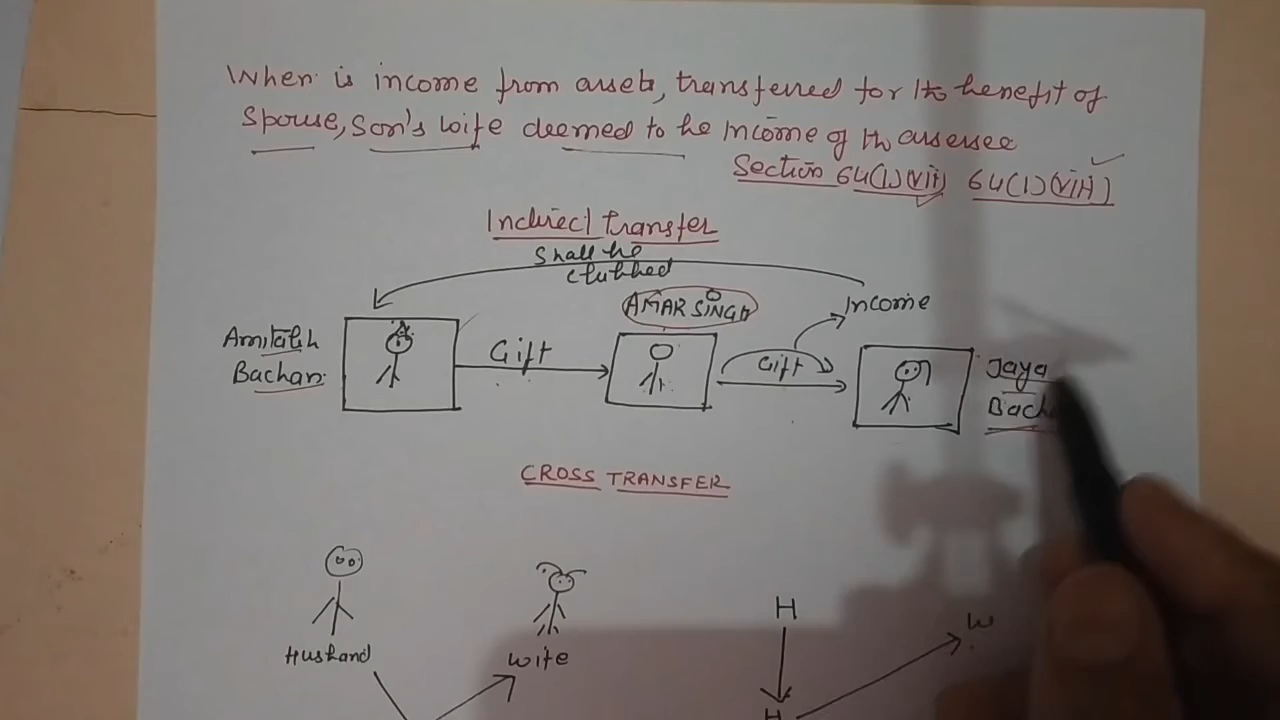 When is income from assets, transferred for the benefit of
Spouse, Son's wife deemed to be Income of the assessee
Section 64(1)(vii) 64(1)(viii)
Indirect transfer
Shall be
clubbed
AMAR SINGH
Income
Amitabh
Bachan
Gift
Gift
Jaya
Bach
CROSS TRANSFER
Husband
wife
H
W
H